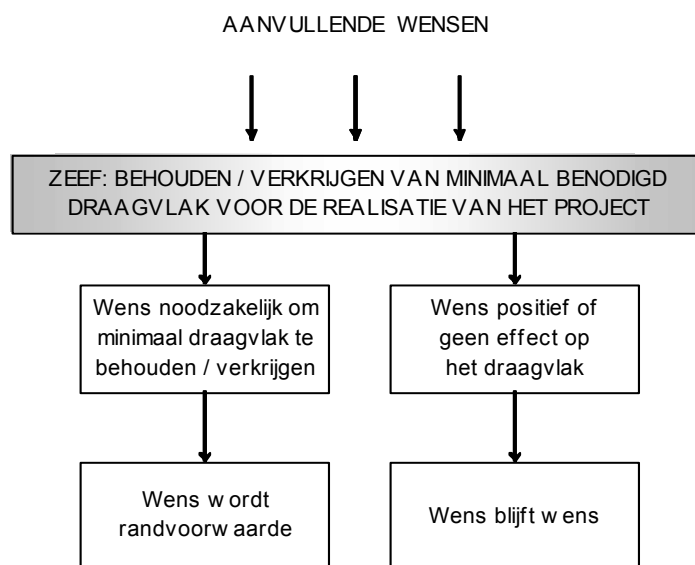 AANVULLENDE WENSEN
ZEEF: BEHOUDEN / VERKRIJGEN VAN MINIMAAL BENODIGD
DRAAGVLAK VOOR DE REALISATIE VAN HET PROJECT
Wens noodzakelijk om
minimaal draagvlak te
behouden / verkrijgen
Wens positief of
geen effect op
het draagvlak
Wens wordt
randvoorwaarde
Wens blijft wens